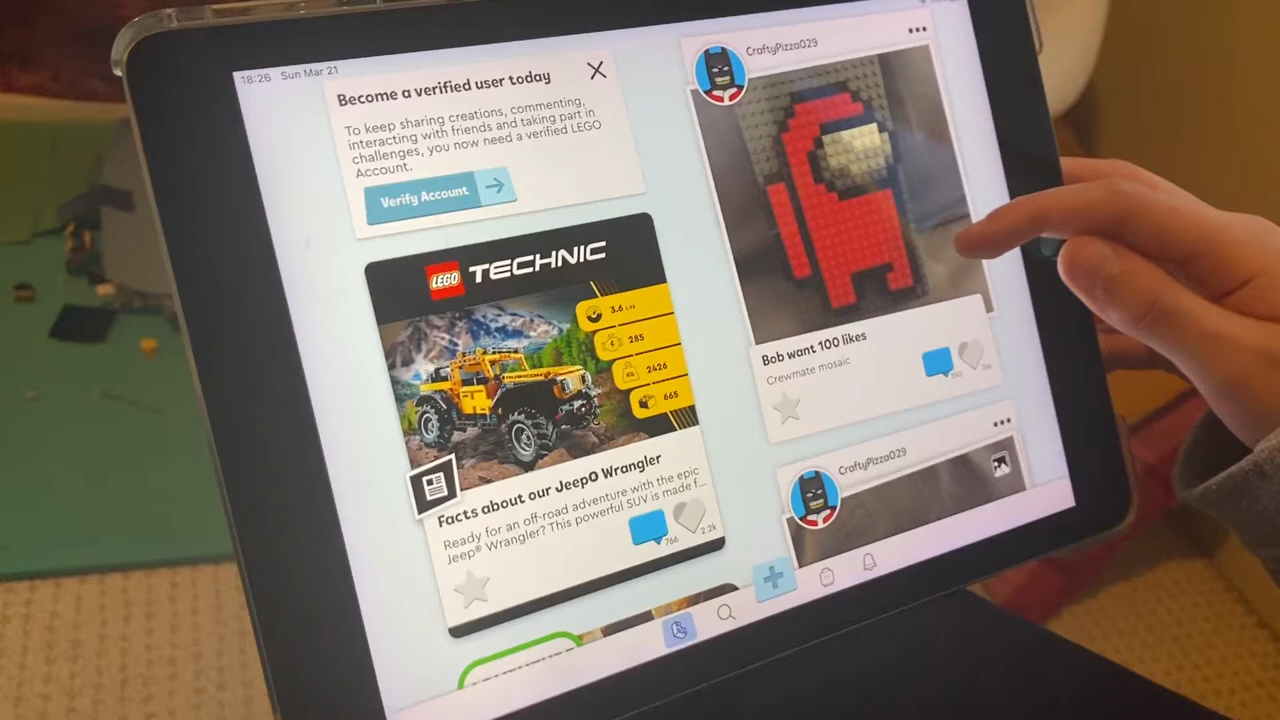 18:26 Sun Mar 21
Become a verified user today
To keep sharing creations, commenting,
interacting with friends and taking part in
challenges, you now need a verified LEGO
Account.
Verify Account
LEGO TECHNIC
3.6
285
KG 2426
665
RUBICON
Facts about our Jeep® Wrangler
Ready for an off-road adventure with the epic
Jeep® Wrangler? This powerful SUV is made f...
766
2.2k
CraftyPizza029
Bob want 100 likes
Crewmate mosaic
CraftyPizza029